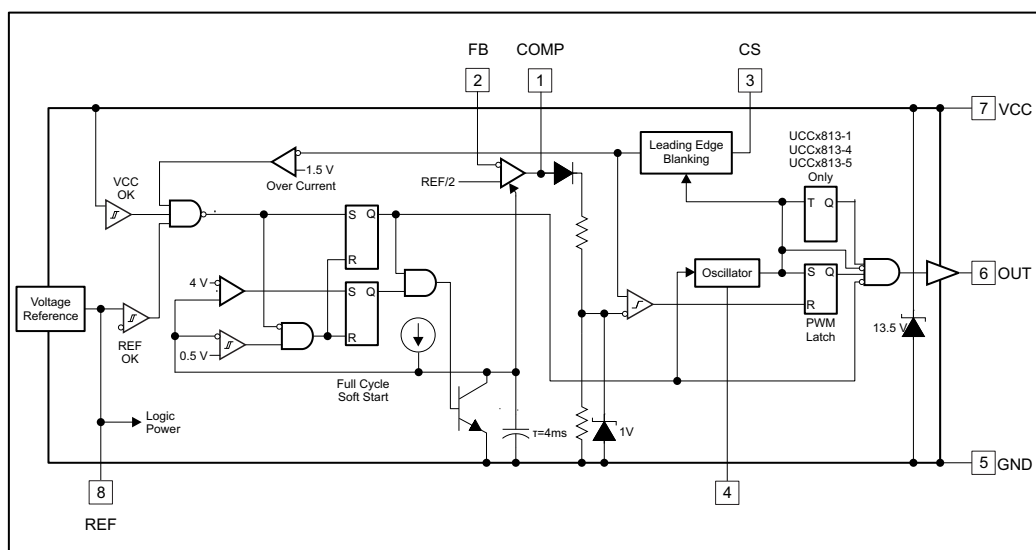 FB
COMP
CS
2
1
3
7
VCC
UCCx813-1
UCCx813-4
UCCx813-5
Only
Leading Edge
Blanking
1.5 V
Over Current
REF/2
VCC
OK
T Q
S Q
R
4 V
Oscillator
S Q
R
PWM
Latch
6
OUT
Voltage
Reference
S Q
R
REF
OK
0.5 V
13.5 V
Full Cycle
Soft Start
Logic
Power
τ=4ms
1V
5
GND
8
REF
4